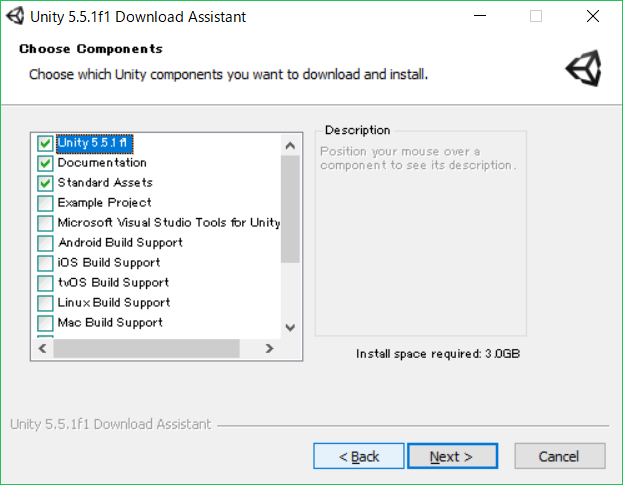 Unity 5.5.1f1 Download Assistant
Choose Components
Choose which Unity components you want to download and install.
Unity 5.5.1f1
Documentation
Standard Assets
Example Project
Microsoft Visual Studio Tools for Unity
Android Build Support
iOS Build Support
tvOS Build Support
Linux Build Support
Mac Build Support
Description
Position your mouse over a
component to see its description.
Install space required: 3.0GB
Unity 5.5.1f1 Download Assistant
< Back
Next >
Cancel